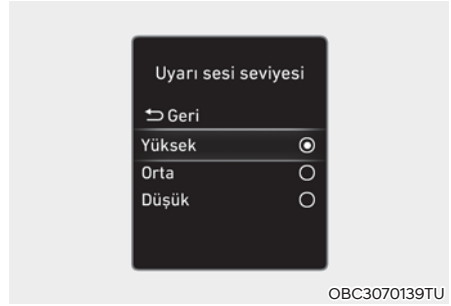 Uyarı sesi seviyesi
Geri
Yüksek
Orta
Düşük
OBC3070139TU